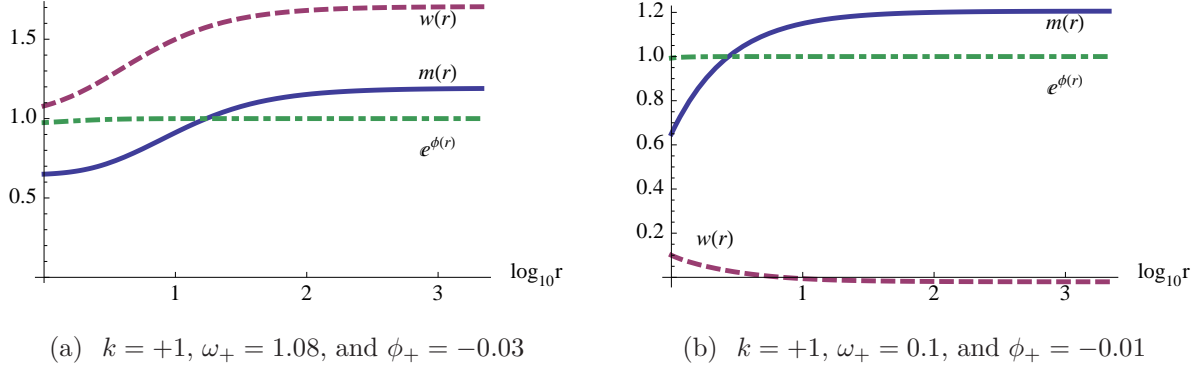 w(r)
1.5
m(r)
1.0
e^{ϕ(r)}
0.5
1 2 3
log₁₀r
(a) k = +1, ω₊ = 1.08, and ϕ₊ = −0.03
1.2
m(r)
1.0
e^{ϕ(r)}
0.8
0.6
0.4
0.2
w(r)
1 2 3
log₁₀r
(b) k = +1, ω₊ = 0.1, and ϕ₊ = −0.01